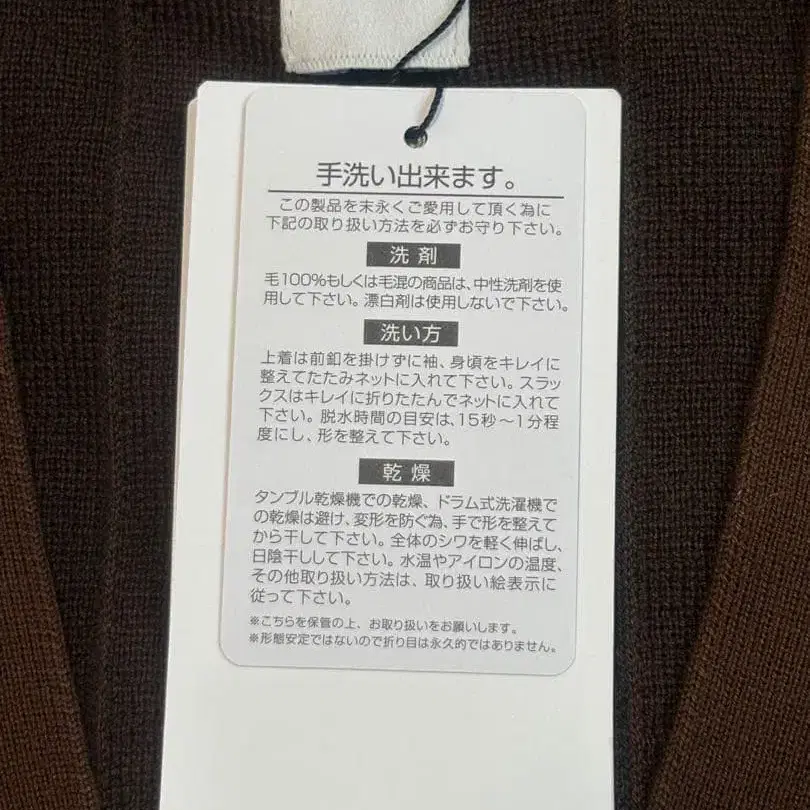 手洗い出来ます。
この製品を末永くご愛用して頂く為に
下記の取り扱い方法を必ずお守り下さい。
洗剤
毛100%もしくは毛混の商品は、中性洗剤を使
用して下さい。漂白剤は使用しないで下さい。
洗い方
上着は前釦を掛けずに袖、身頃をキレイに
整えてたたみネットに入れて下さい。スラッ
クスはキレイに折りたたんでネットに入れて
下さい。脱水時間の目安は、15秒～1分程
度にし、形を整えて下さい。
乾燥
タンブル乾燥機での乾燥、ドラム式洗濯機で
の乾燥は避け、変形を防ぐ為、手で形を整えて
から干して下さい。全体のシワを軽く伸ばし、
日陰干しして下さい。水温やアイロンの温度、
その他取り扱い方法は、取り扱い絵表示に
従って下さい。
※こちらを保管の上、お取り扱いをお願いします。
※形態安定ではないので折り目は永久的ではありません。